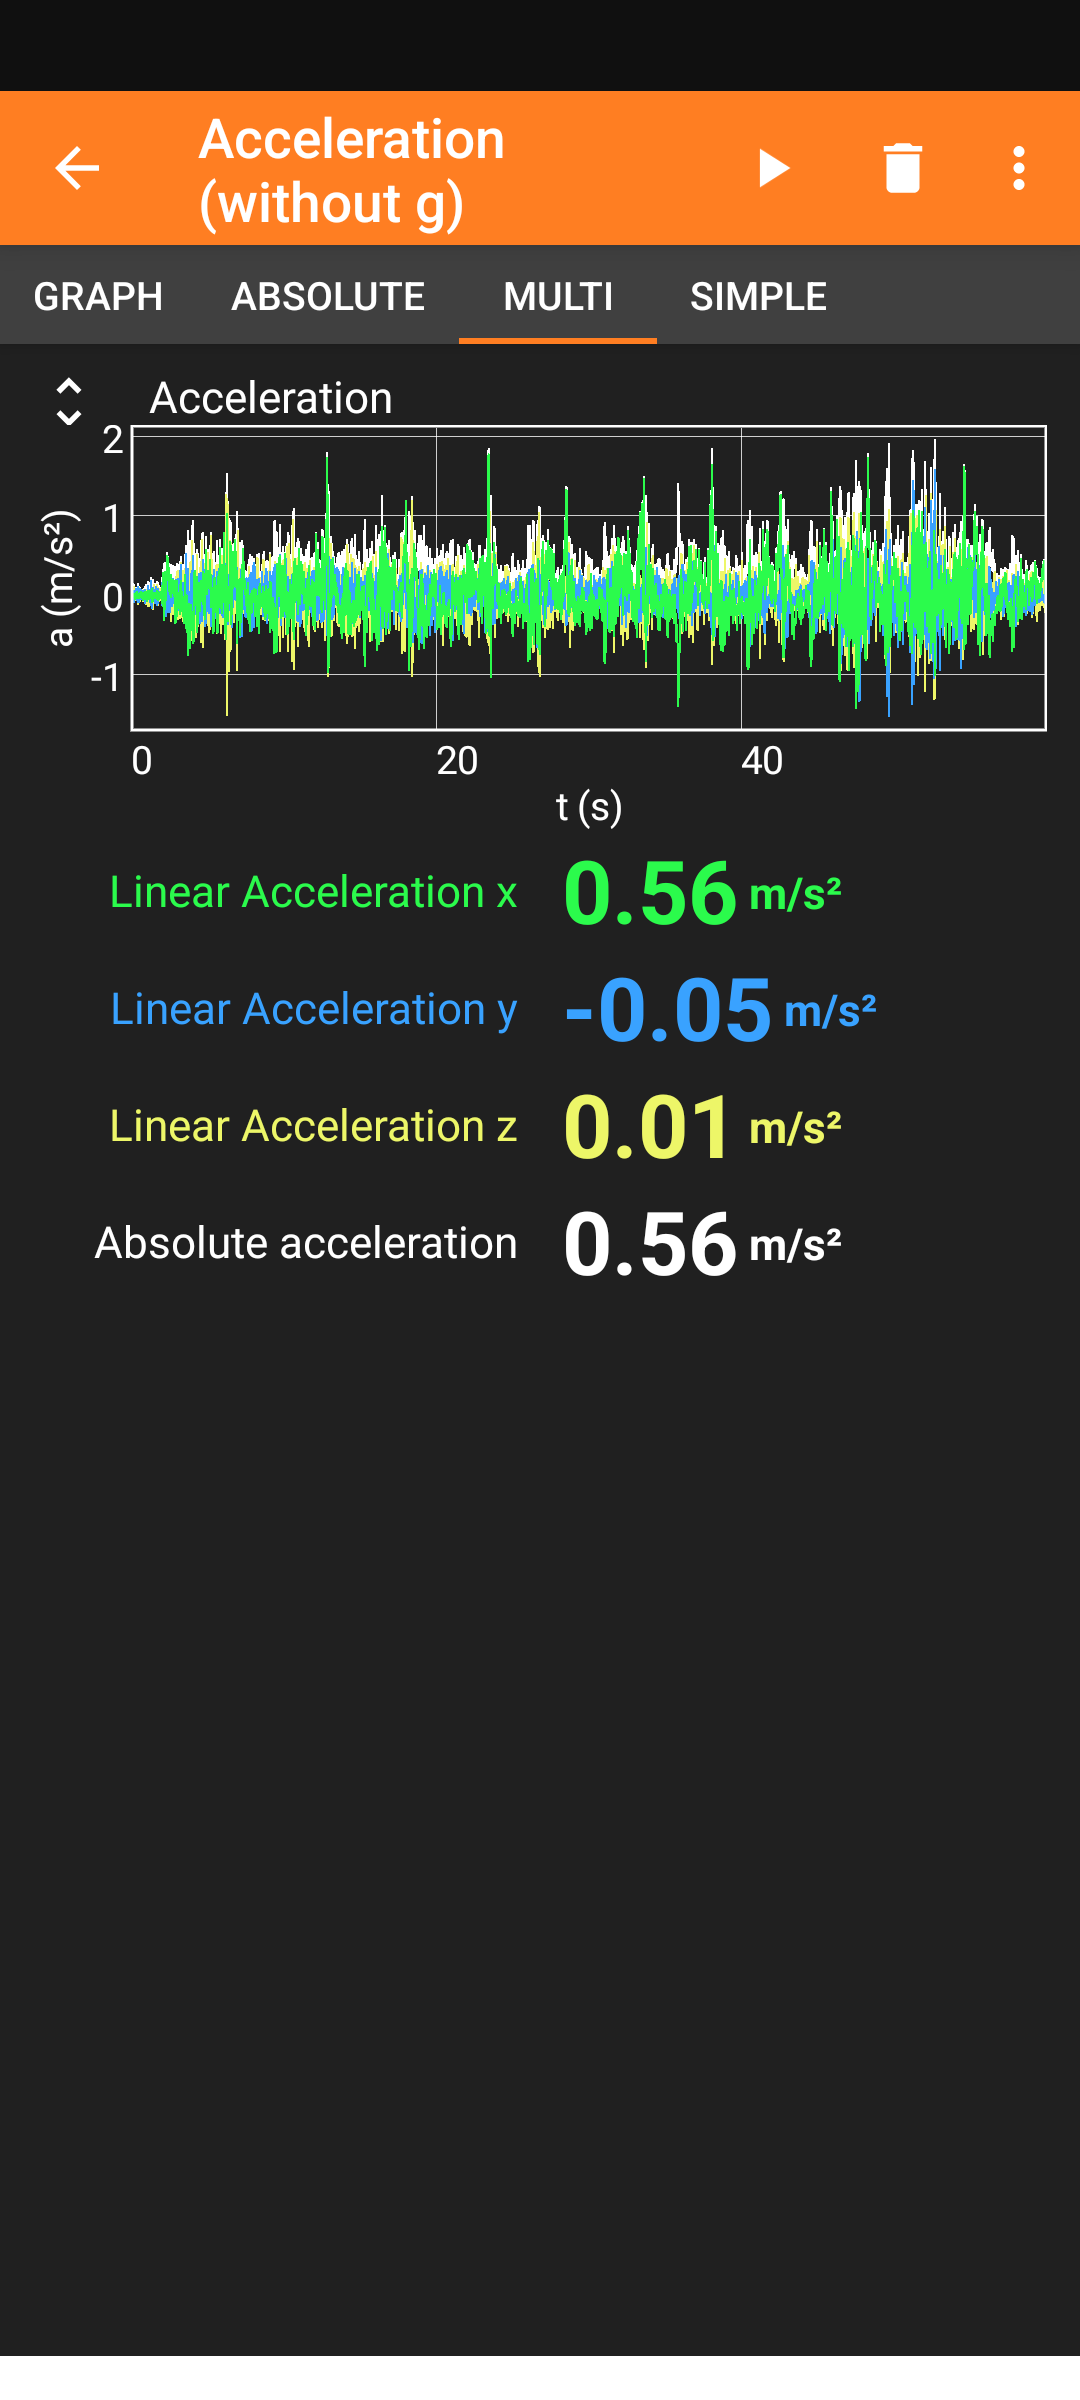 Acceleration
(without g)
GRAPH ABSOLUTE MULTI SIMPLE
Acceleration
2
1
0
-1
a (m/s²)
0 20 40
t (s)
Linear Acceleration x 0.56 m/s²
Linear Acceleration y -0.05 m/s²
Linear Acceleration z 0.01 m/s²
Absolute acceleration 0.56 m/s²